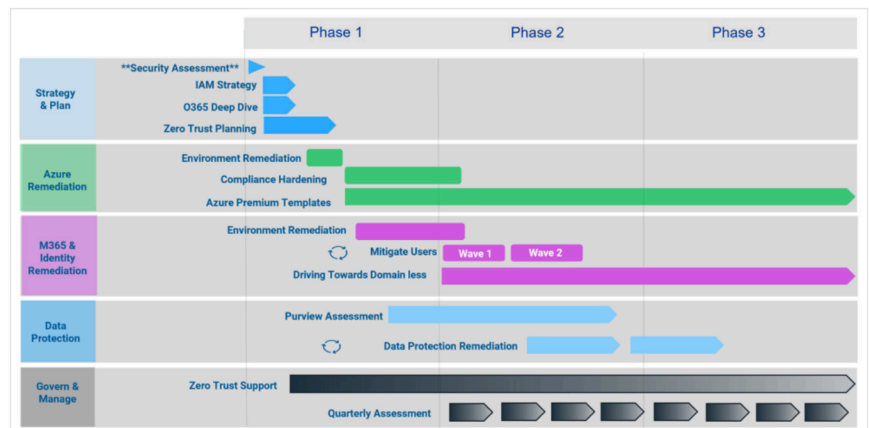 Phase 1
Phase 2
Phase 3
Strategy
& Plan
**Security Assessment**
IAM Strategy
O365 Deep Dive
Zero Trust Planning
Azure
Remediation
Environment Remediation
Compliance Hardening
Azure Premium Templates
M365 &
Identity
Remediation
Environment Remediation
Mitigate Users
Wave 1
Wave 2
Driving Towards Domain less
Data
Protection
Purview Assessment
Data Protection Remediation
Govern &
Manage
Zero Trust Support
Quarterly Assessment